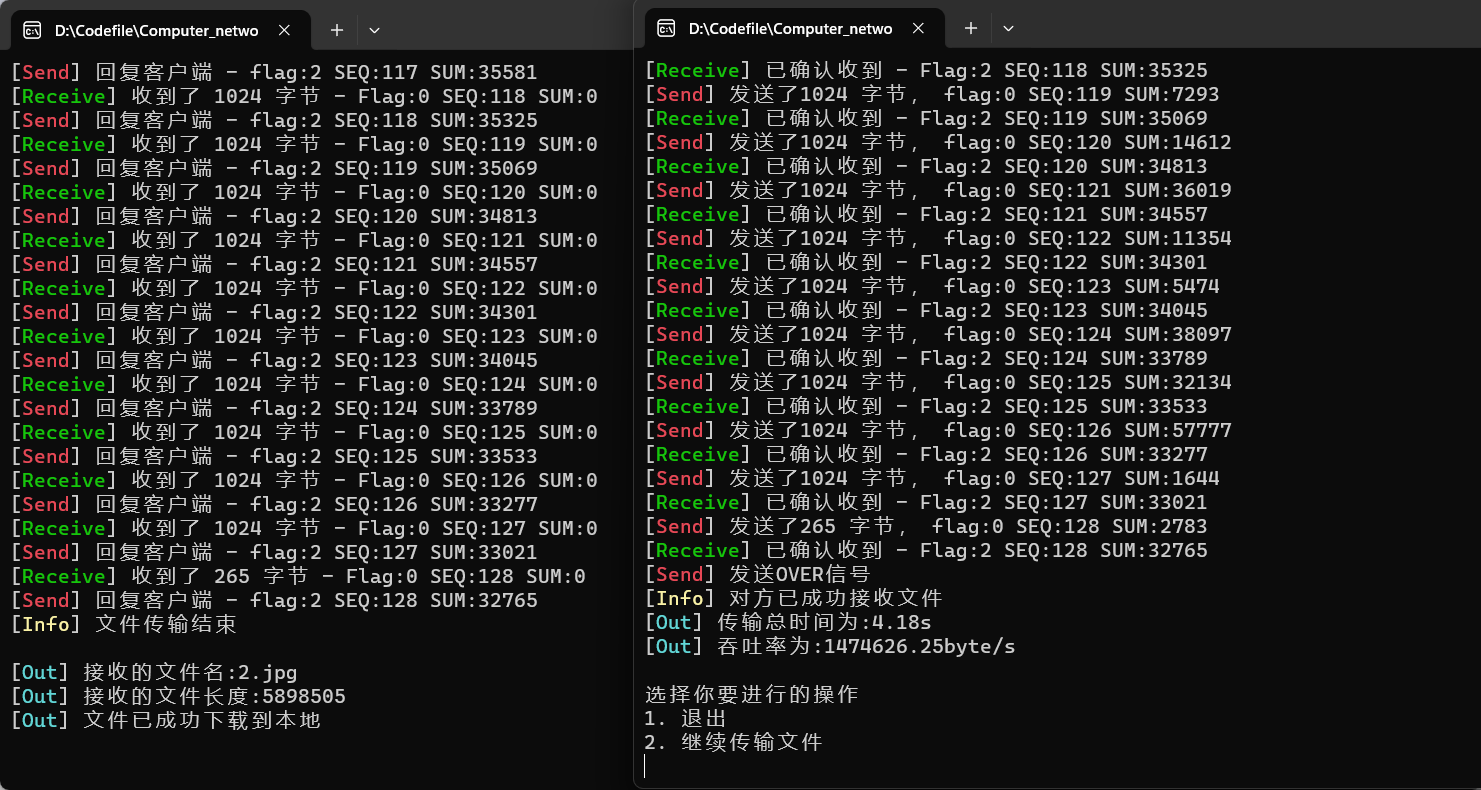 D:\Codefile\Computer_netwo
[Send] 回复客户端 - flag:2 SEQ:117 SUM:35581
[Receive] 收到了 1024 字节 - Flag:0 SEQ:118 SUM:0
[Send] 回复客户端 - flag:2 SEQ:118 SUM:35325
[Receive] 收到了 1024 字节 - Flag:0 SEQ:119 SUM:0
[Send] 回复客户端 - flag:2 SEQ:119 SUM:35069
[Receive] 收到了 1024 字节 - Flag:0 SEQ:120 SUM:0
[Send] 回复客户端 - flag:2 SEQ:120 SUM:34813
[Receive] 收到了 1024 字节 - Flag:0 SEQ:121 SUM:0
[Send] 回复客户端 - flag:2 SEQ:121 SUM:34557
[Receive] 收到了 1024 字节 - Flag:0 SEQ:122 SUM:0
[Send] 回复客户端 - flag:2 SEQ:122 SUM:34301
[Receive] 收到了 1024 字节 - Flag:0 SEQ:123 SUM:0
[Send] 回复客户端 - flag:2 SEQ:123 SUM:34045
[Receive] 收到了 1024 字节 - Flag:0 SEQ:124 SUM:0
[Send] 回复客户端 - flag:2 SEQ:124 SUM:33789
[Receive] 收到了 1024 字节 - Flag:0 SEQ:125 SUM:0
[Send] 回复客户端 - flag:2 SEQ:125 SUM:33533
[Receive] 收到了 1024 字节 - Flag:0 SEQ:126 SUM:0
[Send] 回复客户端 - flag:2 SEQ:126 SUM:33277
[Receive] 收到了 1024 字节 - Flag:0 SEQ:127 SUM:0
[Send] 回复客户端 - flag:2 SEQ:127 SUM:33021
[Receive] 收到了 265 字节 - Flag:0 SEQ:128 SUM:0
[Send] 回复客户端 - flag:2 SEQ:128 SUM:32765
[Info] 文件传输结束
[Out] 接收的文件名:2.jpg
[Out] 接收的文件长度:5898505
[Out] 文件已成功下载到本地
D:\Codefile\Computer_netwo
[Receive] 已确认收到 - Flag:2 SEQ:118 SUM:35325
[Send] 发送了1024 字节， flag:0 SEQ:119 SUM:7293
[Receive] 已确认收到 - Flag:2 SEQ:119 SUM:35069
[Send] 发送了1024 字节， flag:0 SEQ:120 SUM:14612
[Receive] 已确认收到 - Flag:2 SEQ:120 SUM:34813
[Send] 发送了1024 字节， flag:0 SEQ:121 SUM:36019
[Receive] 已确认收到 - Flag:2 SEQ:121 SUM:34557
[Send] 发送了1024 字节， flag:0 SEQ:122 SUM:11354
[Receive] 已确认收到 - Flag:2 SEQ:122 SUM:34301
[Send] 发送了1024 字节， flag:0 SEQ:123 SUM:5474
[Receive] 已确认收到 - Flag:2 SEQ:123 SUM:34045
[Send] 发送了1024 字节， flag:0 SEQ:124 SUM:38097
[Receive] 已确认收到 - Flag:2 SEQ:124 SUM:33789
[Send] 发送了1024 字节， flag:0 SEQ:125 SUM:32134
[Receive] 已确认收到 - Flag:2 SEQ:125 SUM:33533
[Send] 发送了1024 字节， flag:0 SEQ:126 SUM:57777
[Receive] 已确认收到 - Flag:2 SEQ:126 SUM:33277
[Send] 发送了1024 字节， flag:0 SEQ:127 SUM:1644
[Receive] 已确认收到 - Flag:2 SEQ:127 SUM:33021
[Send] 发送了265 字节， flag:0 SEQ:128 SUM:2783
[Receive] 已确认收到 - Flag:2 SEQ:128 SUM:32765
[Send] 发送OVER信号
[Info] 对方已成功接收文件
[Out] 传输总时间为:4.18s
[Out] 吞吐率为:1474626.25byte/s
选择你要进行的操作
1. 退出
2. 继续传输文件